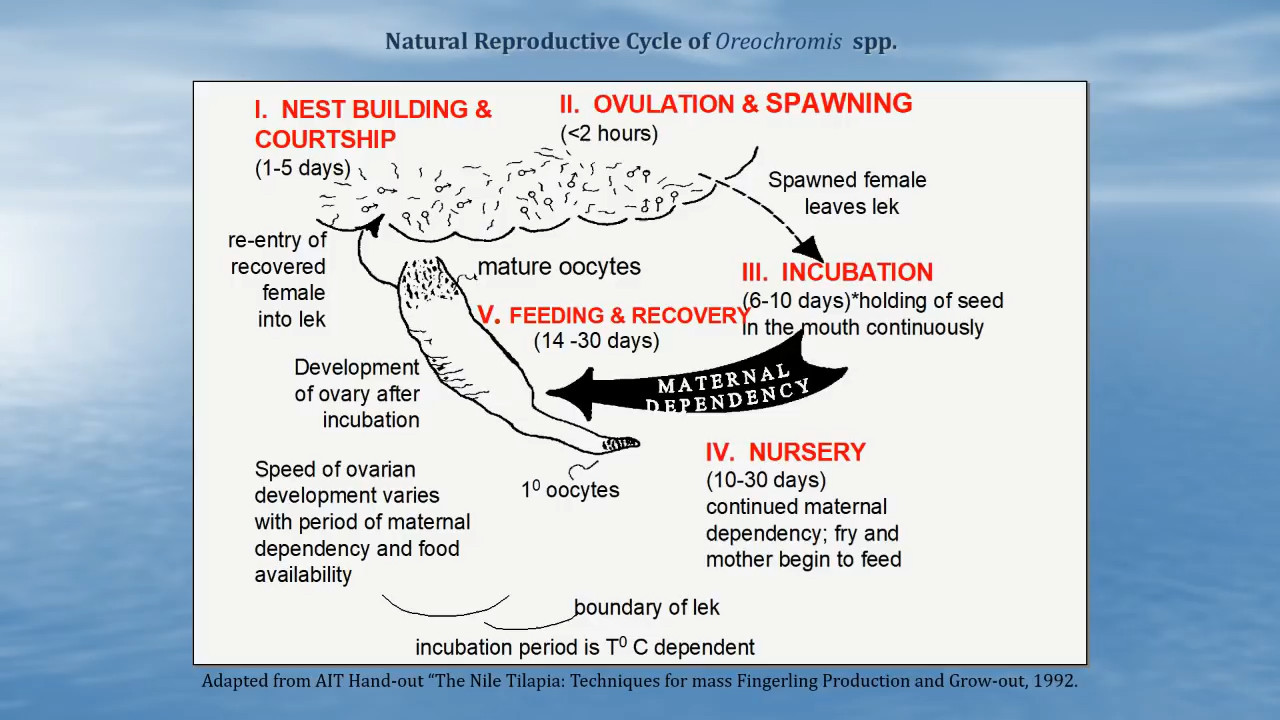 Natural Reproductive Cycle of Oreochromis spp.
I. NEST BUILDING &
COURTSHIP
(1-5 days)
II. OVULATION & SPAWNING
(<2 hours)
Spawned female
leaves lek
re-entry of
recovered
female
into lek
mature oocytes
III. INCUBATION
(6-10 days)*holding of seed
in the mouth continuously
V. FEEDING & RECOVERY
(14 -30 days)
MATERNAL
DEPENDENCY
Development
of ovary after
incubation
IV. NURSERY
(10-30 days)
continued maternal
dependency; fry and
mother begin to feed
1⁰ oocytes
Speed of ovarian
development varies
with period of maternal
dependency and food
availability
boundary of lek
incubation period is T⁰ C dependent
Adapted from AIT Hand-out “The Nile Tilapia: Techniques for mass Fingerling Production and Grow-out, 1992.